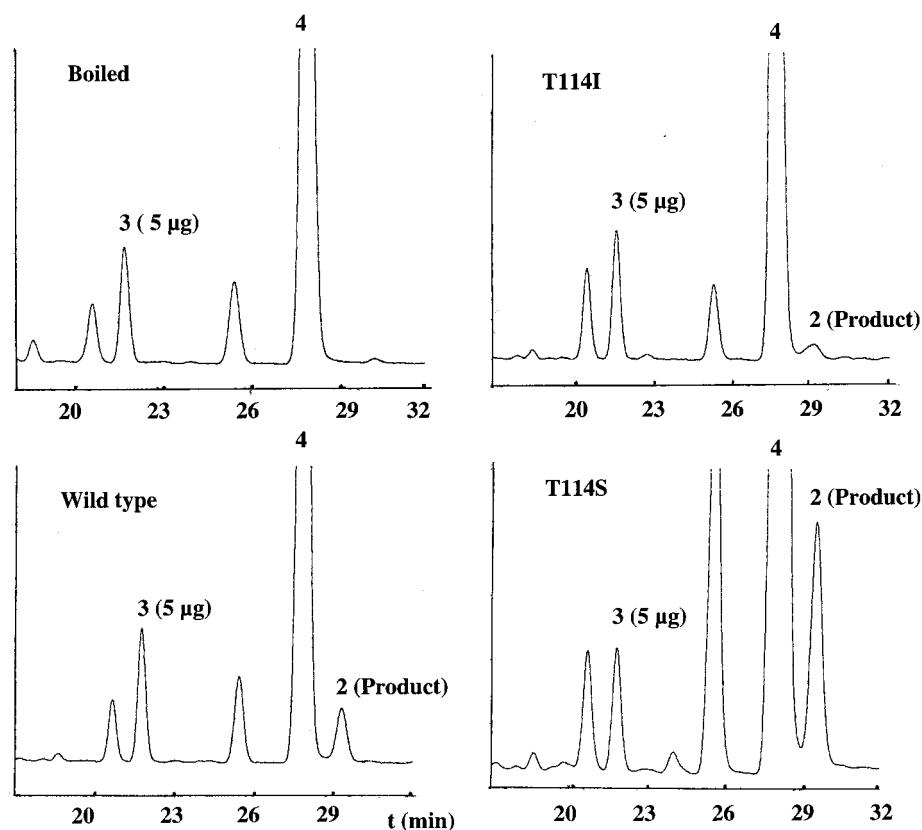 4
Boiled
3 ( 5 µg)
20 23 26 29 32
4
T114I
3 (5 µg)
2 (Product)
20 23 26 29 32
4
Wild type
3 (5 µg)
2 (Product)
20 23 26 29 t (min)
4
T114S
2 (Product)
3 (5 µg)
20 23 26 29 32